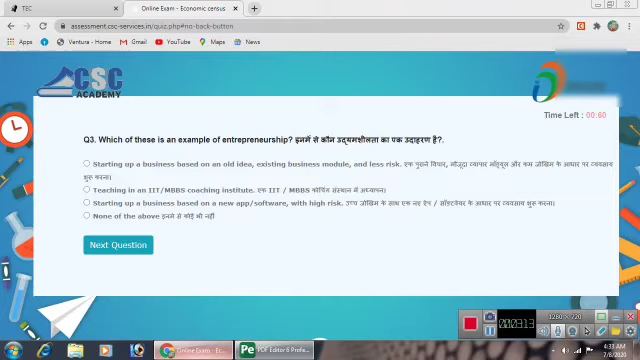 TEC
Online Exam - Economic census
assessment.csc-services.in/quiz.php#no-back-button
Apps
Ventura - Home
Gmail
YouTube
Maps
News
CSC
ACADEMY
Time Left : 00:60
Q3. Which of these is an example of entrepreneurship? इनमें से कौन उद्यमशीलता का एक उदाहरण है?.
Starting up a business based on an old idea, existing business module, and less risk. एक पुराने विचार, मौजूदा व्यापार मॉड्यूल और कम जोखिम के आधार पर व्यवसाय
शुरू करना।
Teaching in an IIT/MBBS coaching institute. एक IIT / MBBS कोचिंग संस्थान में अध्यापन
Starting up a business based on a new app/software, with high risk. उच्च जोखिम के साथ एक नए ऐप / सॉफ़्टवेयर के आधार पर व्यवसाय शुरू करना।
None of the above इनमे से कोई भी नहीं
Next Question
1280 × 720
Online Exam - Ec...
PDF Editor 6 Profe...
4:33 AM
7/8/2020